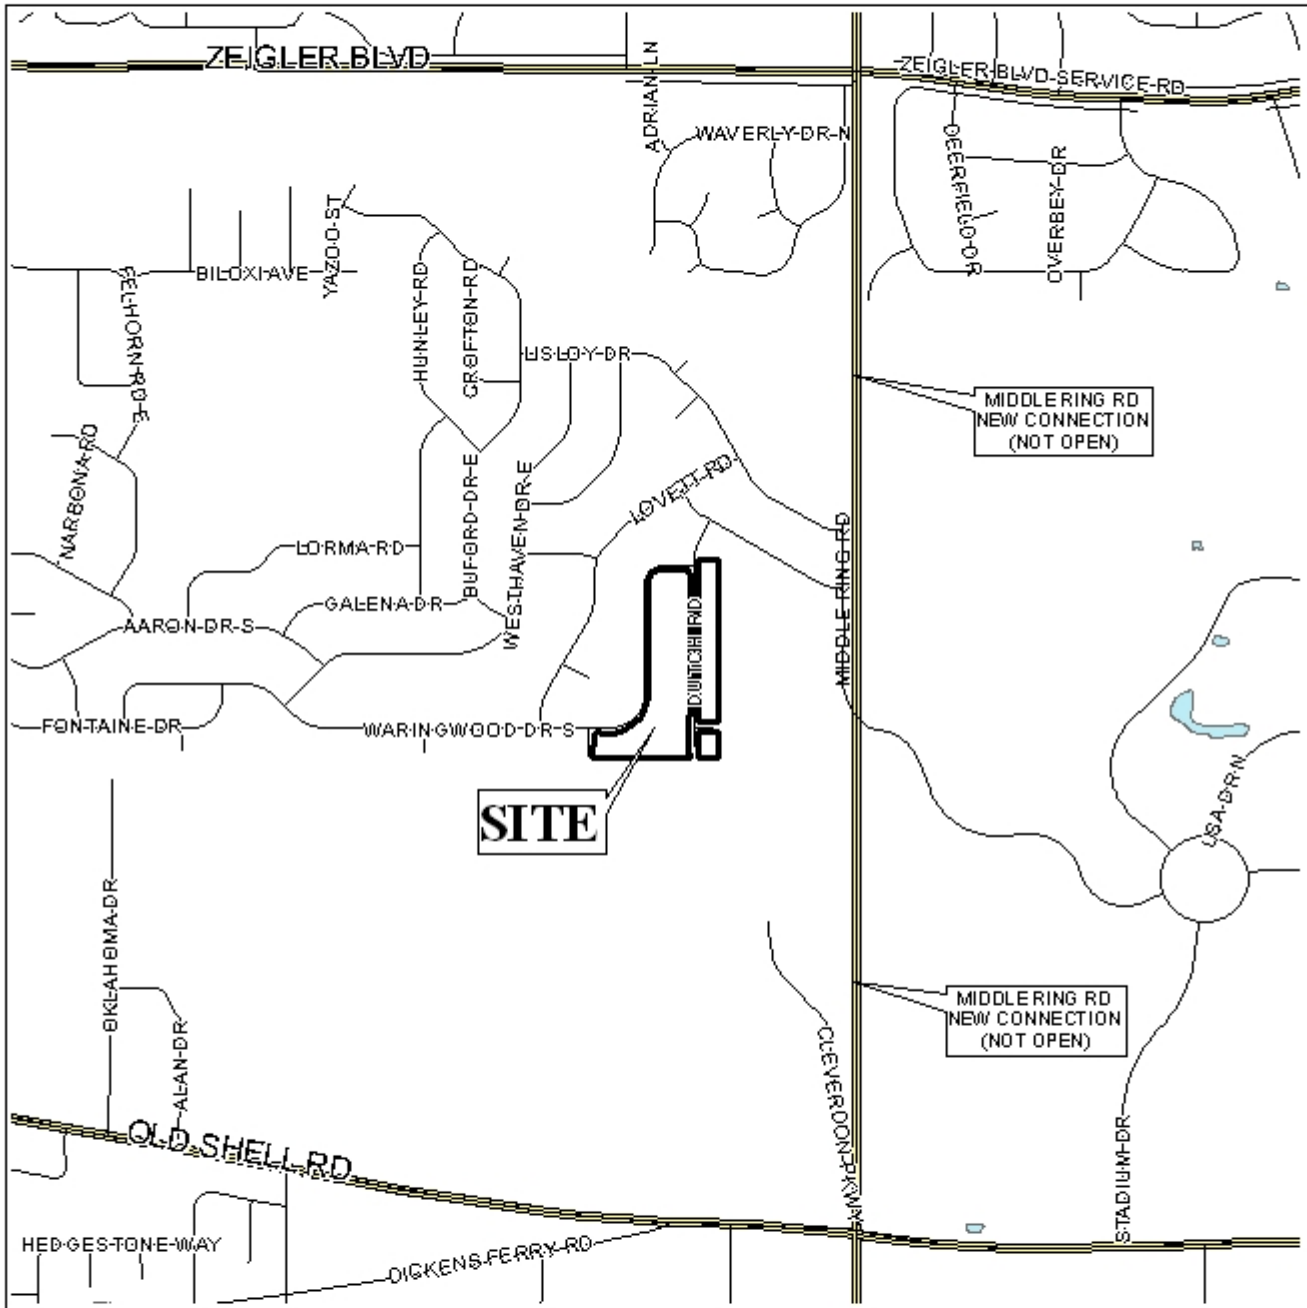 ZEIGLER BLVD
ZEIGLER BLVD SERVICE RD
ADRIAN LN
WAVERLY DR N
DEERFIELD DR
OVERBEY DR
YAZOO ST
BILOXI AVE
FELHORN RD E
HUNLEY RD
CROFTON RD
LISLOY DR
MIDDLE RING RD
NEW CONNECTION
(NOT OPEN)
NARBONA RD
LOVETT RD
BUFORD DR E
WESTHAVEN DR E
LORMA RD
MIDDLE RING RD
GALENA DR
AARON DR S
DUTCH RD
FONTAINE DR
WARINGWOOD DR S
USA DR N
SITE
OKLAHOMA DR
MIDDLE RING RD
NEW CONNECTION
(NOT OPEN)
ALAN DR
OLD SHELL RD
STADIUM DR
HEDGESTONE WAY
DICKENS FERRY RD